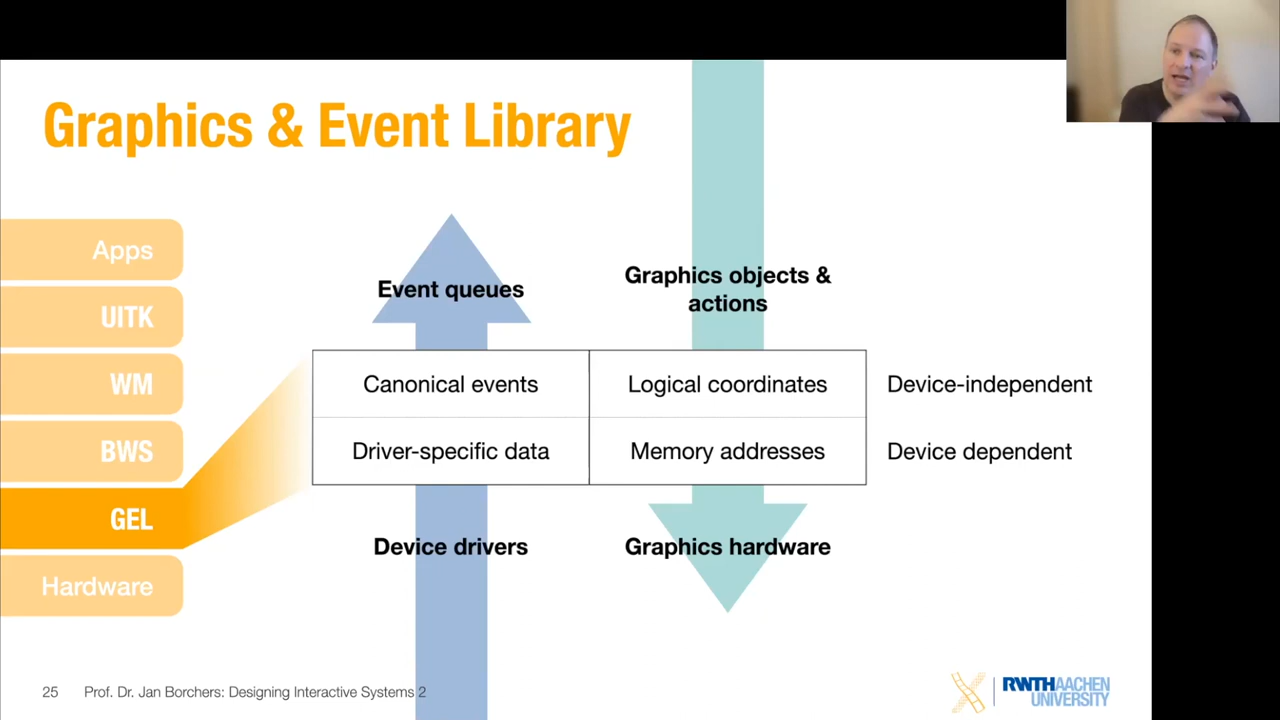 Graphics & Event Library
Apps
UITK
WM
BWS
GEL
Hardware
Event queues
Graphics objects &
actions
Canonical events
Logical coordinates
Device-independent
Driver-specific data
Memory addresses
Device dependent
Device drivers
Graphics hardware
25
Prof. Dr. Jan Borchers: Designing Interactive Systems 2
RWTHAACHEN
UNIVERSITY